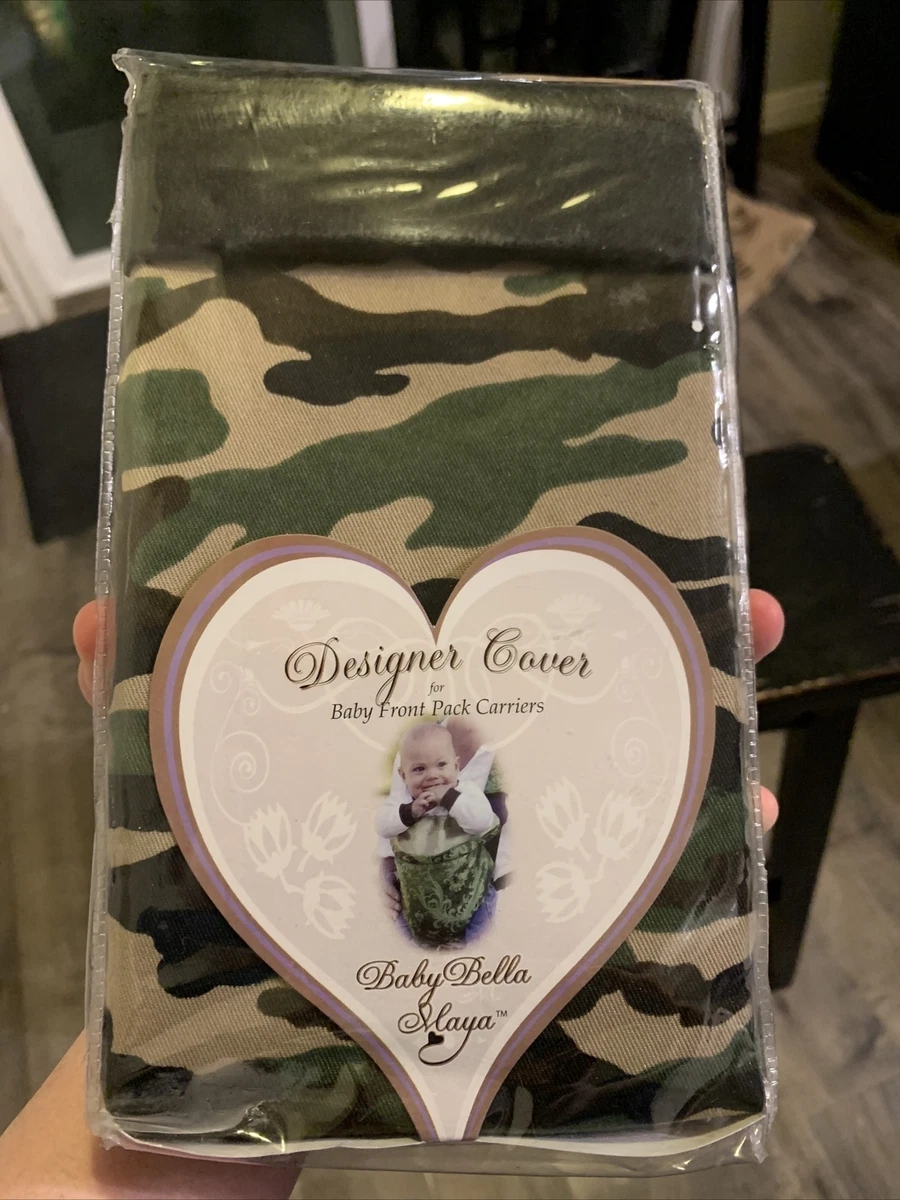 Designer Cover
for
Baby Front Pack Carriers
BabyBella
Maya™